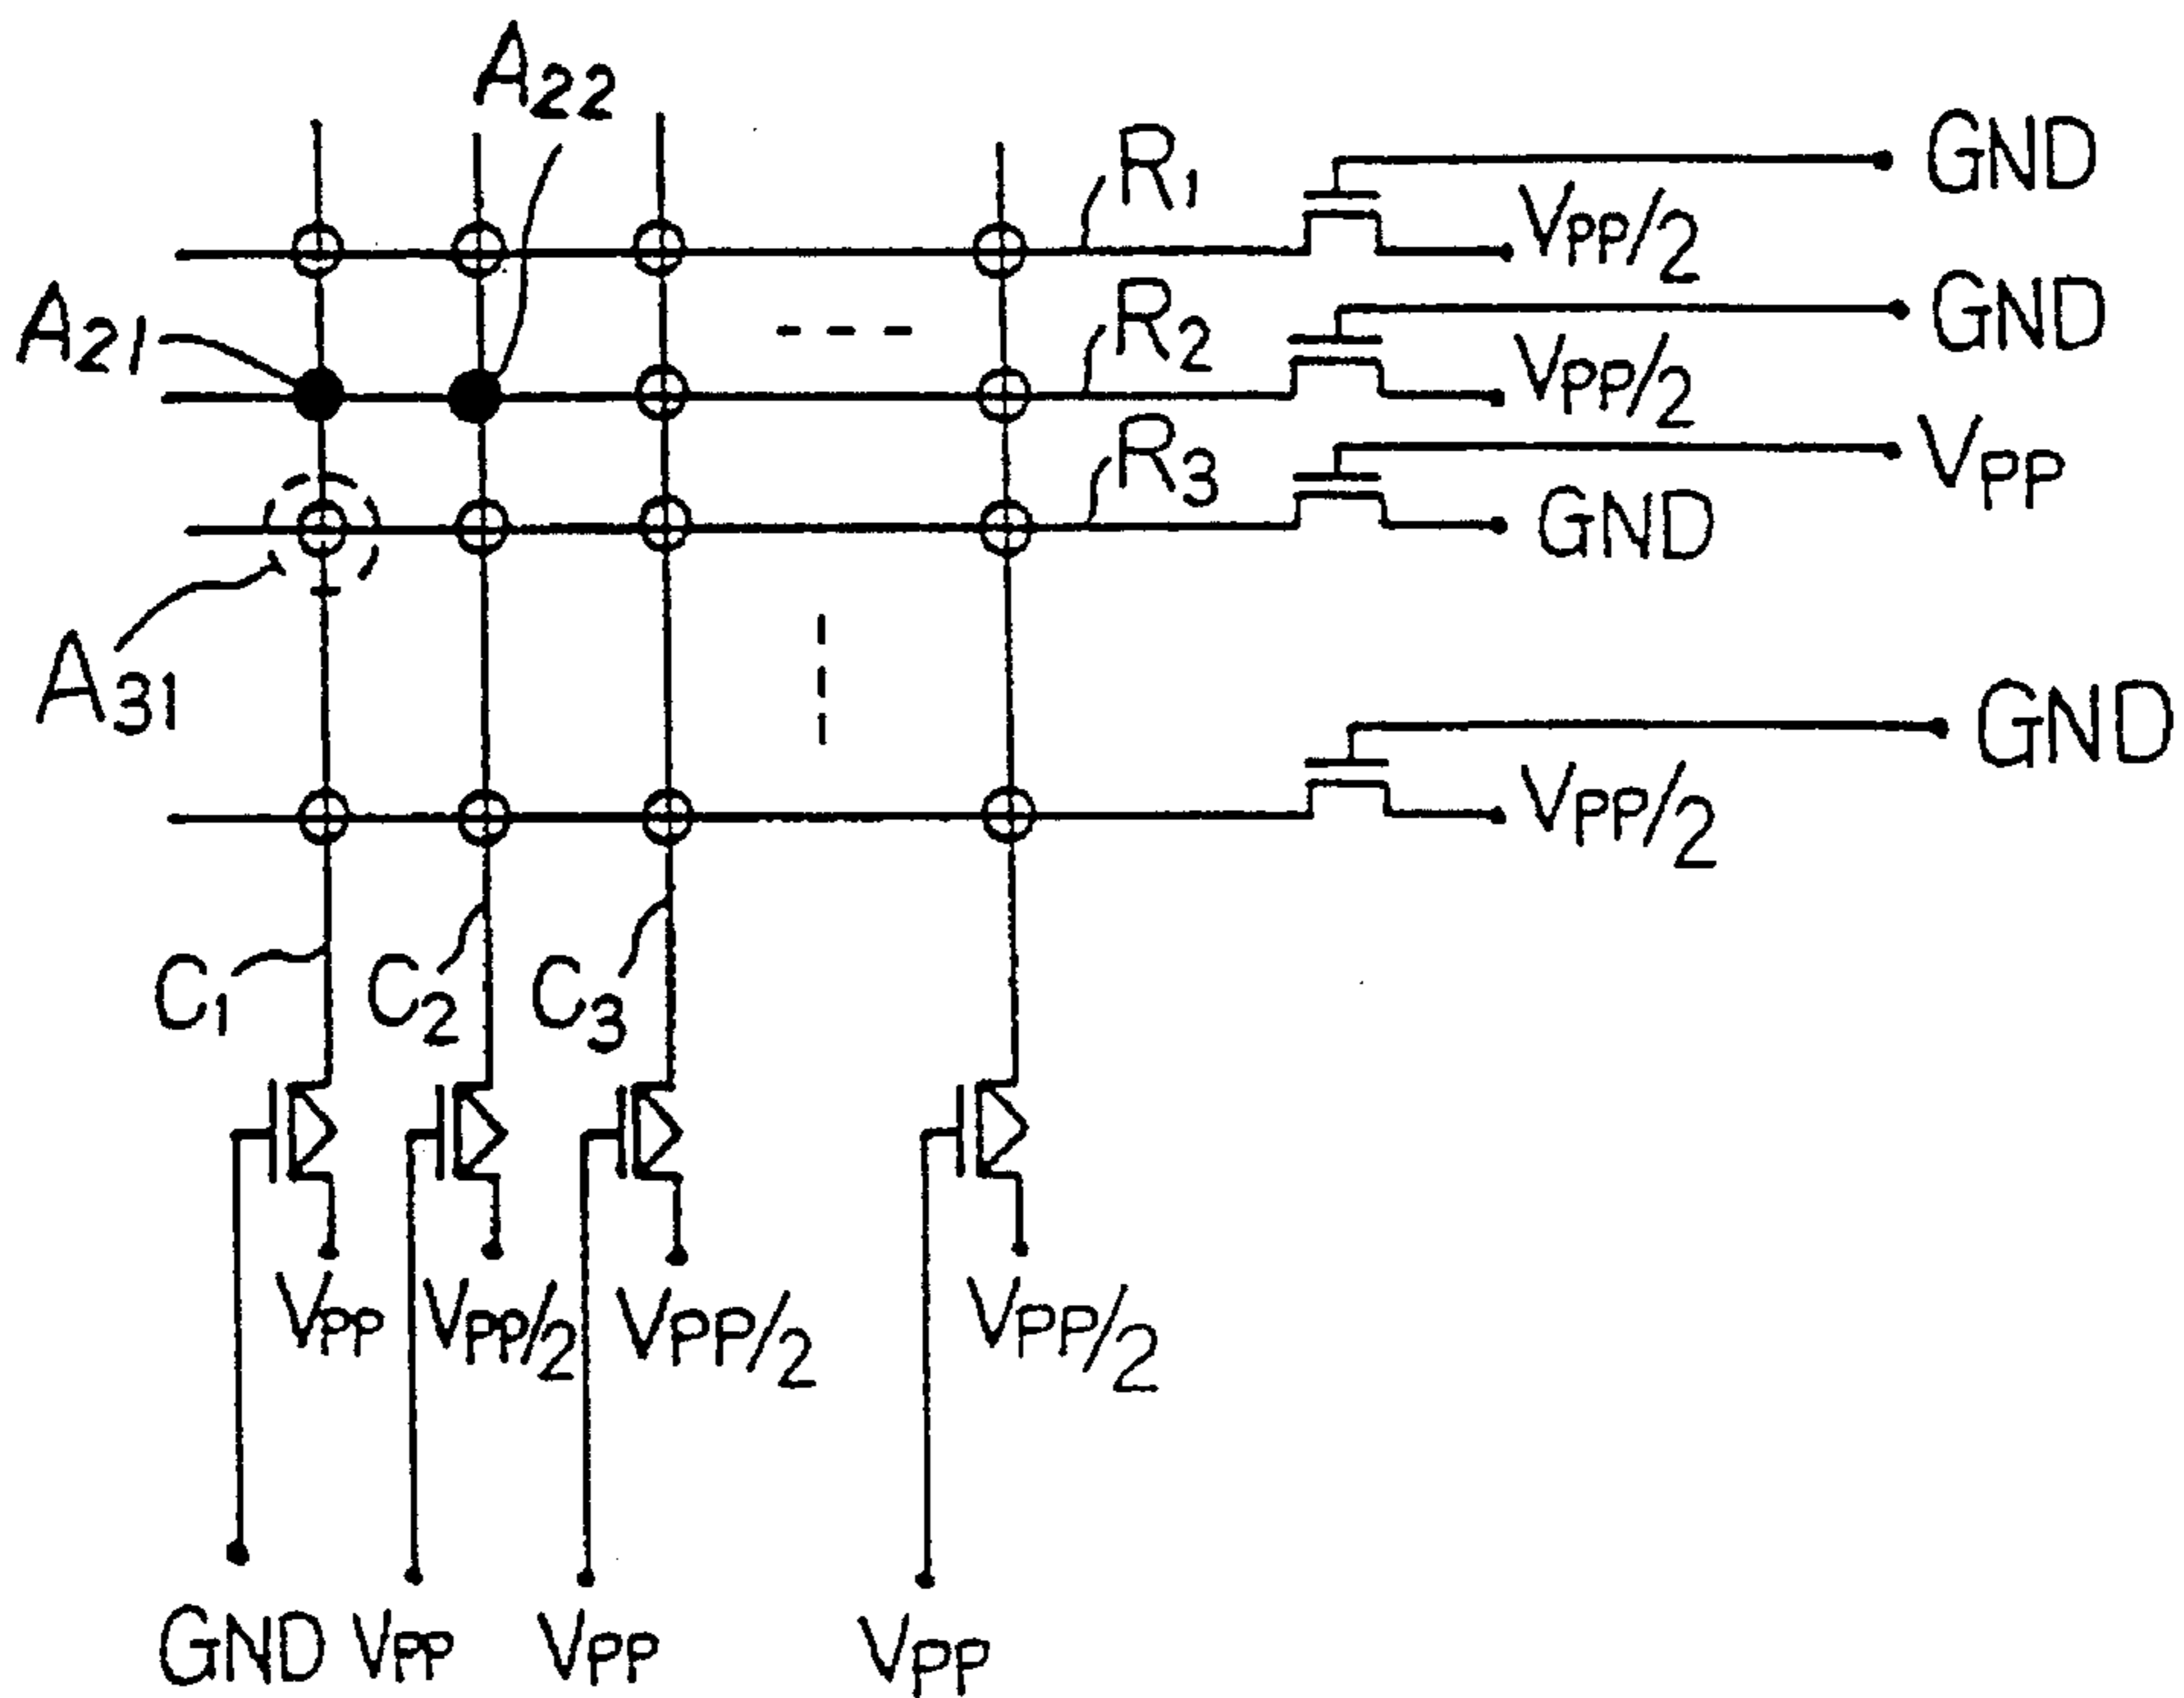 A22
R1
GND
VPP/2
A21
R2
GND
VPP/2
R3
VPP
GND
A31
GND
VPP/2
C1
C2
C3
VPP
VPP/2
VPP/2
VPP/2
GND
VPP
VPP
VPP